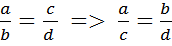 a/b = c/d => a/c = b/d